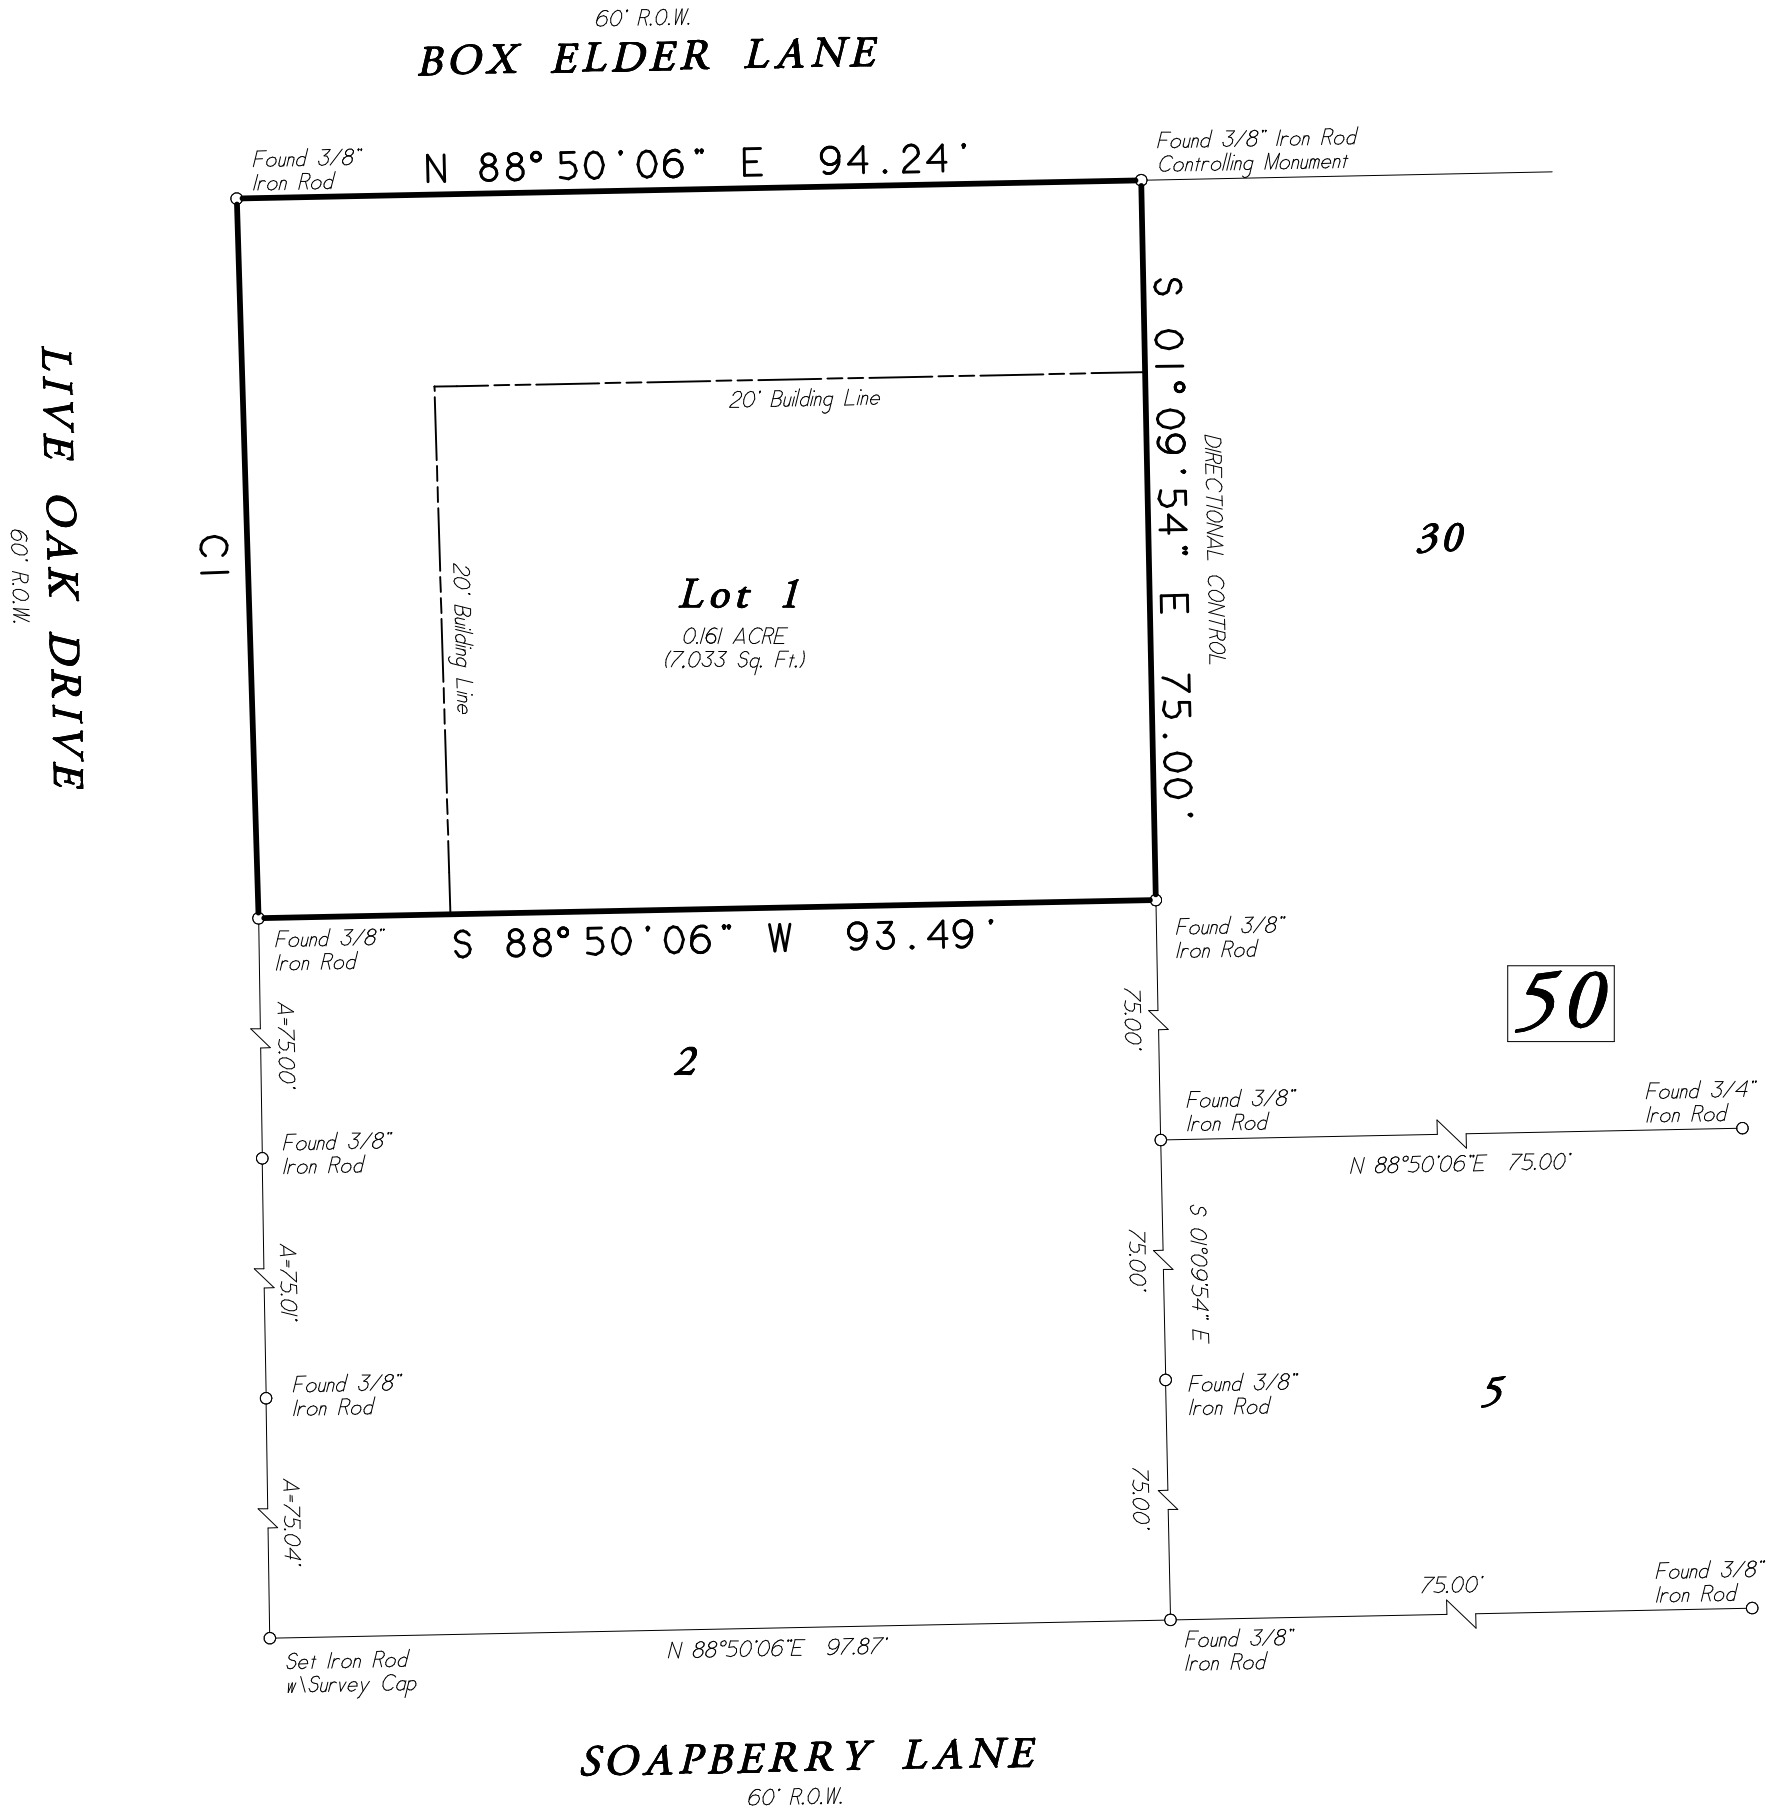 60' R.O.W.
BOX ELDER LANE
Found 3/8"
Iron Rod
N 88°50'06" E 94.24'
Found 3/8" Iron Rod
Controlling Monument
S 01°09'54" E 75.00'
DIRECTIONAL CONTROL
20' Building Line
20' Building Line
LIVE OAK DRIVE
60' R.O.W.
C1
Lot 1
0.161 ACRE
(7,033 Sq. Ft.)
30
Found 3/8"
Iron Rod
S 88°50'06" W 93.49'
Found 3/8"
Iron Rod
50
A=75.00'
2
75.00'
Found 3/8"
Iron Rod
Found 3/4"
Iron Rod
N 88°50'06"E 75.00'
Found 3/8"
Iron Rod
A=75.01'
75.00'
S 01°09'54" E
Found 3/8"
Iron Rod
Found 3/8"
Iron Rod
5
A=75.04'
75.00'
75.00'
Found 3/8"
Iron Rod
Set Iron Rod
w\Survey Cap
N 88°50'06"E 97.87'
Found 3/8"
Iron Rod
SOAPBERRY LANE
60' R.O.W.